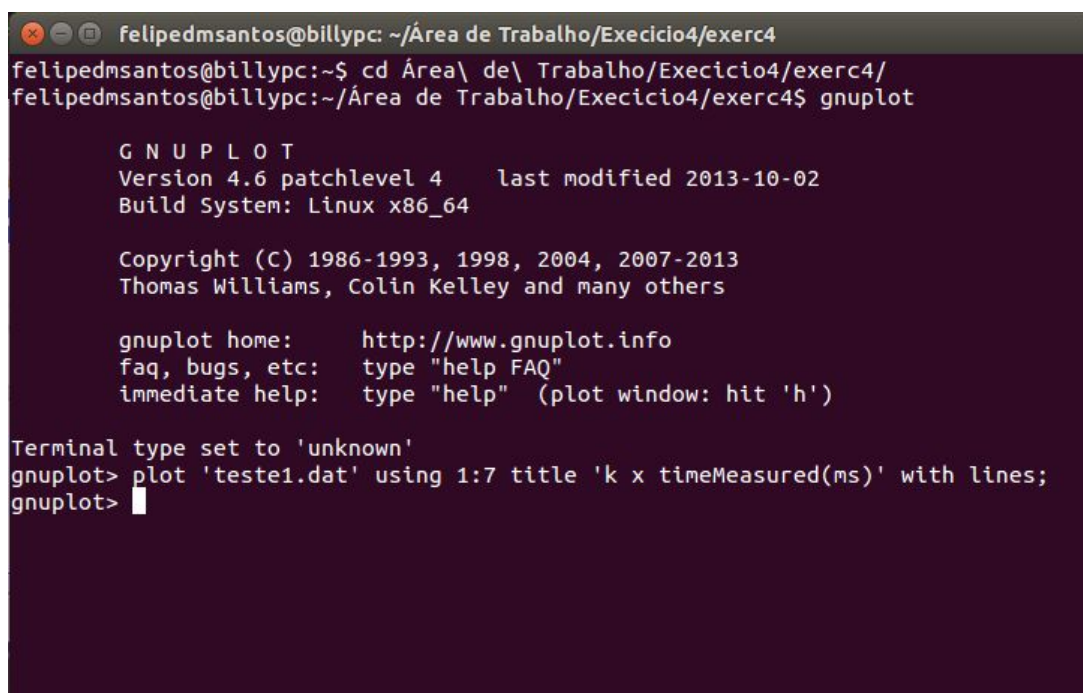 felipedmsantos@billypc: ~/Área de Trabalho/Execicio4/exerc4
felipedmsantos@billypc:~$ cd Área\ de\ Trabalho/Execicio4/exerc4/
felipedmsantos@billypc:~/Área de Trabalho/Execicio4/exerc4$ gnuplot
G N U P L O T
Version 4.6 patchlevel 4    last modified 2013-10-02
Build System: Linux x86_64
Copyright (C) 1986-1993, 1998, 2004, 2007-2013
Thomas Williams, Colin Kelley and many others
gnuplot home:     http://www.gnuplot.info
faq, bugs, etc:   type "help FAQ"
immediate help:   type "help"  (plot window: hit 'h')
Terminal type set to 'unknown'
gnuplot> plot 'teste1.dat' using 1:7 title 'k x timeMeasured(ms)' with lines;
gnuplot>